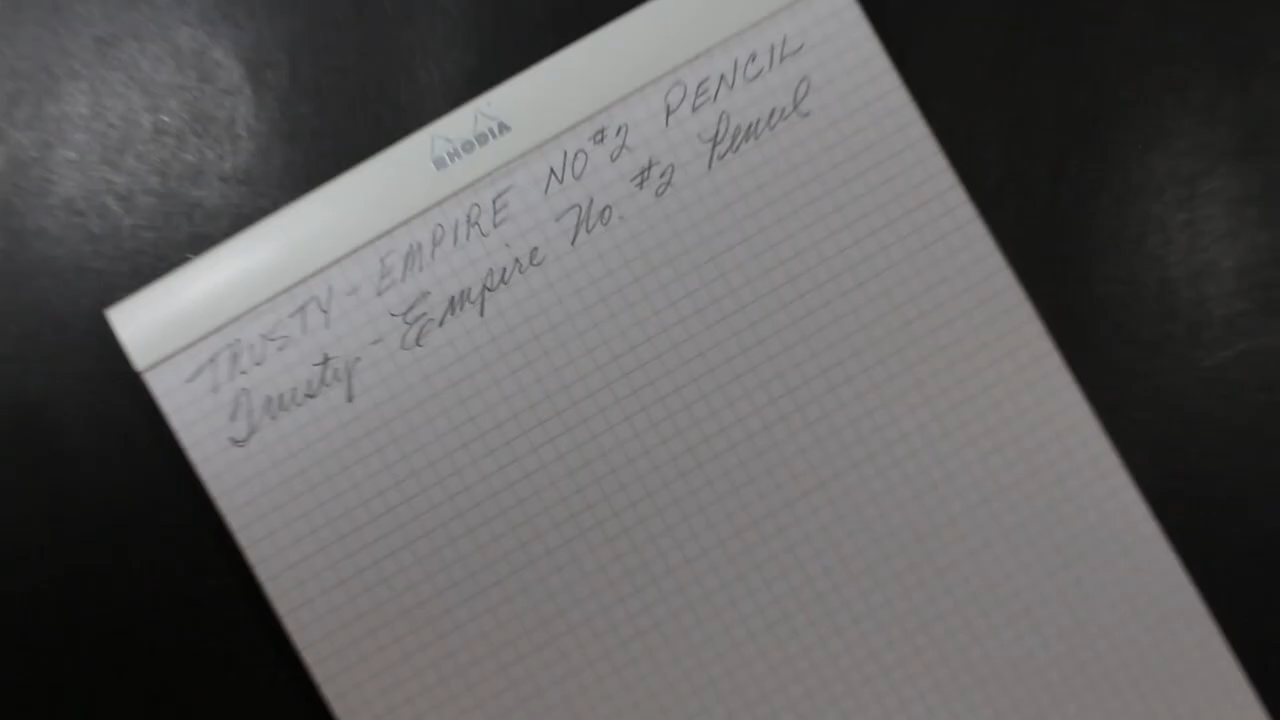 RHODIA
TRUSTY - EMPIRE NO #2 PENCIL
Trusty - Empire No. #2 Pencil